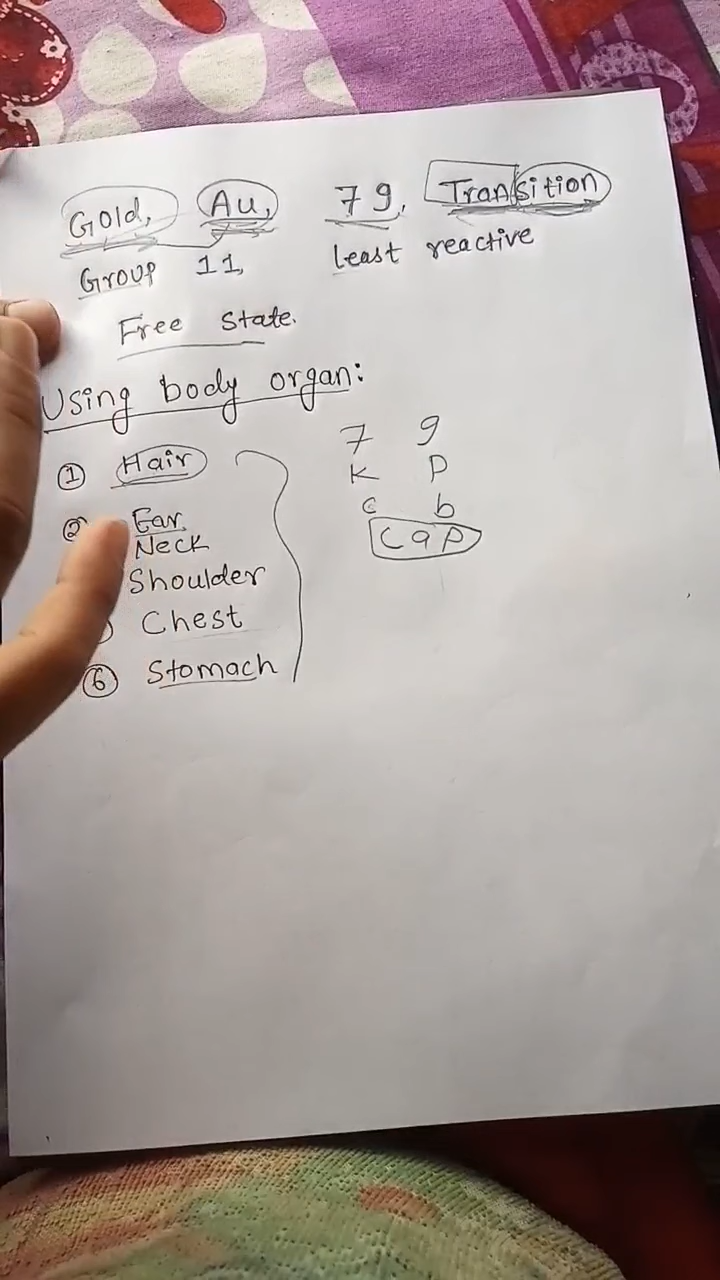 Gold, Au, 79, Transition
Group 11, least reactive
Free state.
Using body organ:
① Hair
② Ear
Neck
Shoulder
Chest
⑥ Stomach
7 9
K P
c b
Cap